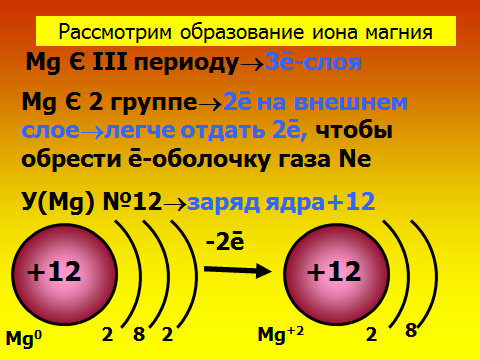 Рассмотрим образование иона магния
Mg Є III периоду→3ē-слоя
Mg Є 2 группе→2ē на внешнем
слое→легче отдать 2ē, чтобы
обрести ē-оболочку газа Ne
У(Mg) №12→заряд ядра+12
-2ē
+12 +12
Mg⁰ 2 8 2 Mg⁺² 2 8